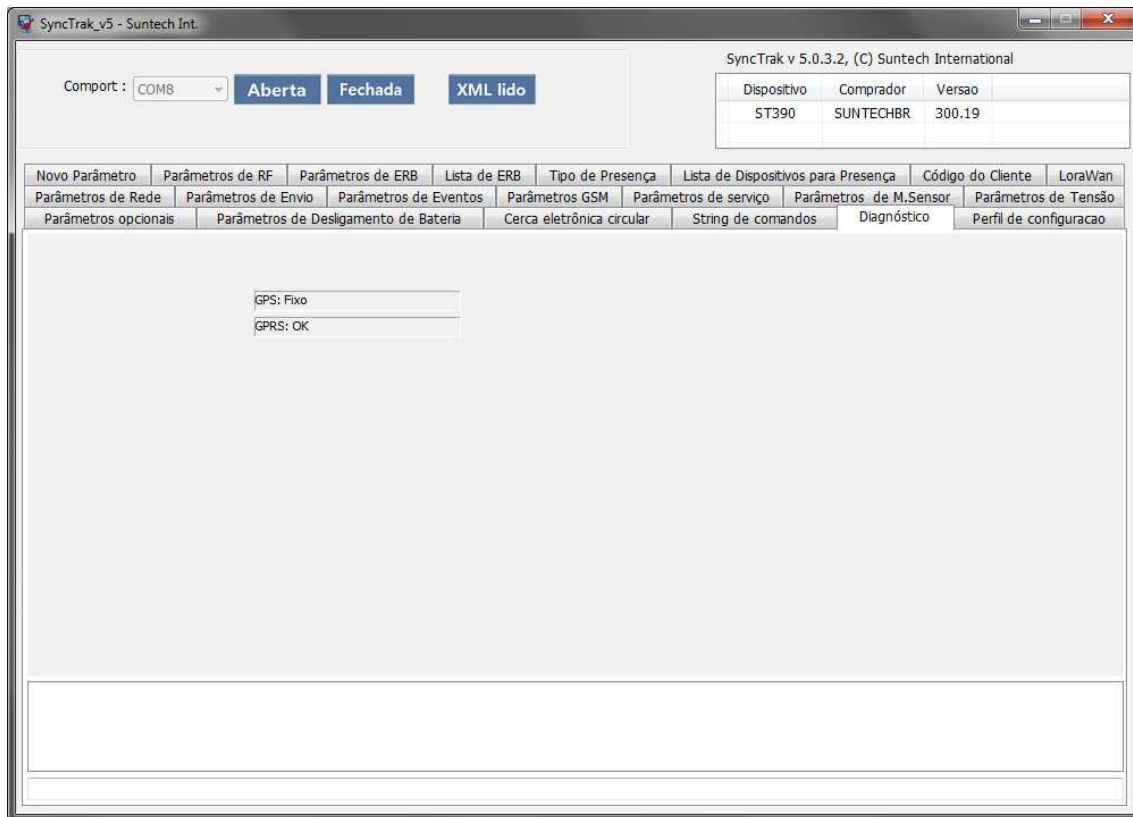 SyncTrak_v5 - Suntech Int.
SyncTrak v 5.0.3.2, (C) Suntech International
Comport : COM8 Aberta Fechada XML lido
Dispositivo Comprador Versao
ST390 SUNTECHBR 300.19
Novo Parâmetro Parâmetros de RF Parâmetros de ERB Lista de ERB Tipo de Presença Lista de Dispositivos para Presença Código do Cliente LoraWan
Parâmetros de Rede Parâmetros de Envio Parâmetros de Eventos Parâmetros GSM Parâmetros de serviço Parâmetros de M.Sensor Parâmetros de Tensão
Parâmetros opcionais Parâmetros de Desligamento de Bateria Cerca eletrônica circular String de comandos Diagnóstico Perfil de configuracao
GPS: Fixo
GPRS: OK